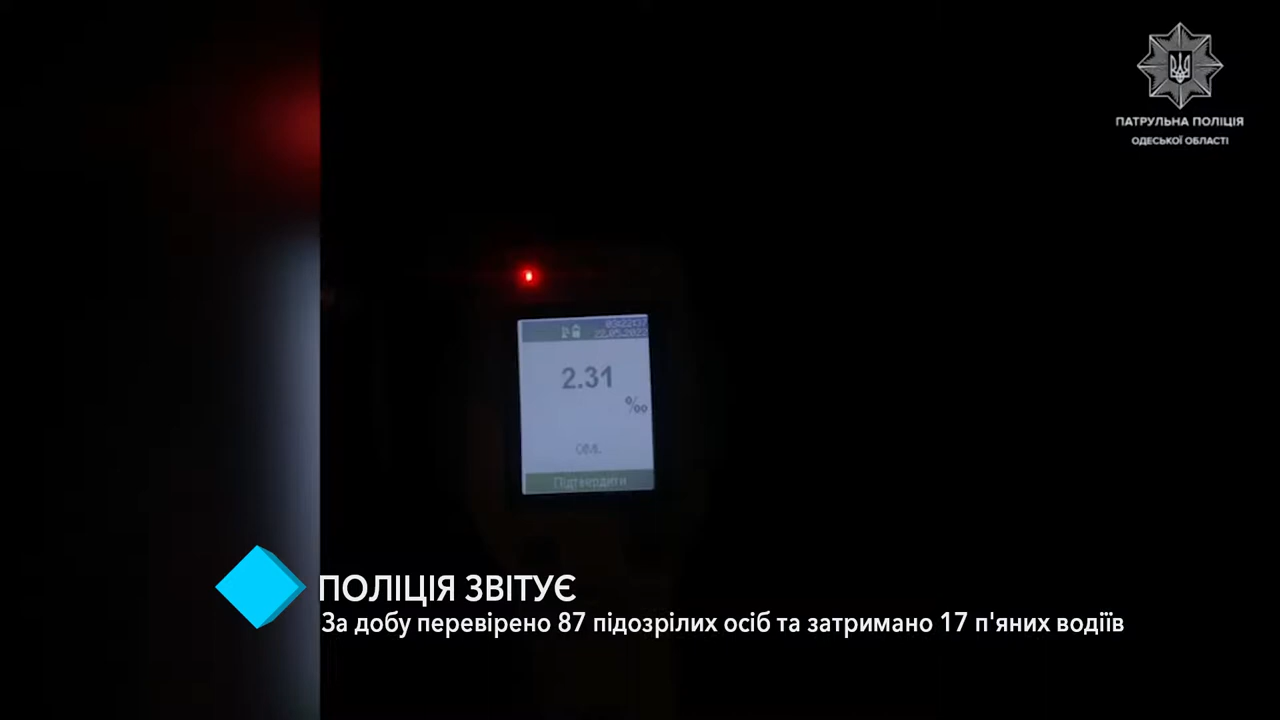 ПАТРУЛЬНА ПОЛІЦІЯ
ОДЕСЬКОЇ ОБЛАСТІ
2.31
‰
Підтвердити
ПОЛІЦІЯ ЗВІТУЄ
За добу перевірено 87 підозрілих осіб та затримано 17 п'яних водіїв